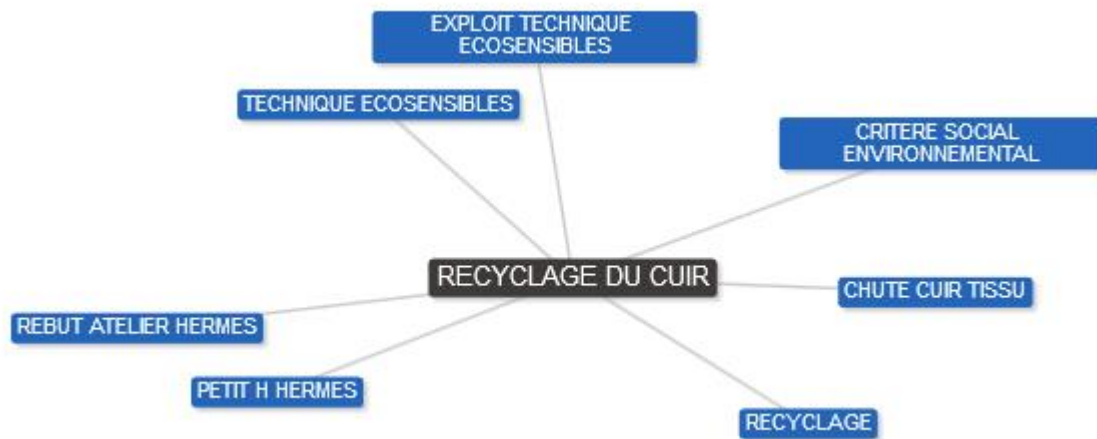 EXPLOIT TECHNIQUE
ECOSENSIBLES
TECHNIQUE ECOSENSIBLES
CRITERE SOCIAL
ENVIRONNEMENTAL
RECYCLAGE DU CUIR
CHUTE CUIR TISSU
REBUT ATELIER HERMES
PETIT H HERMES
RECYCLAGE